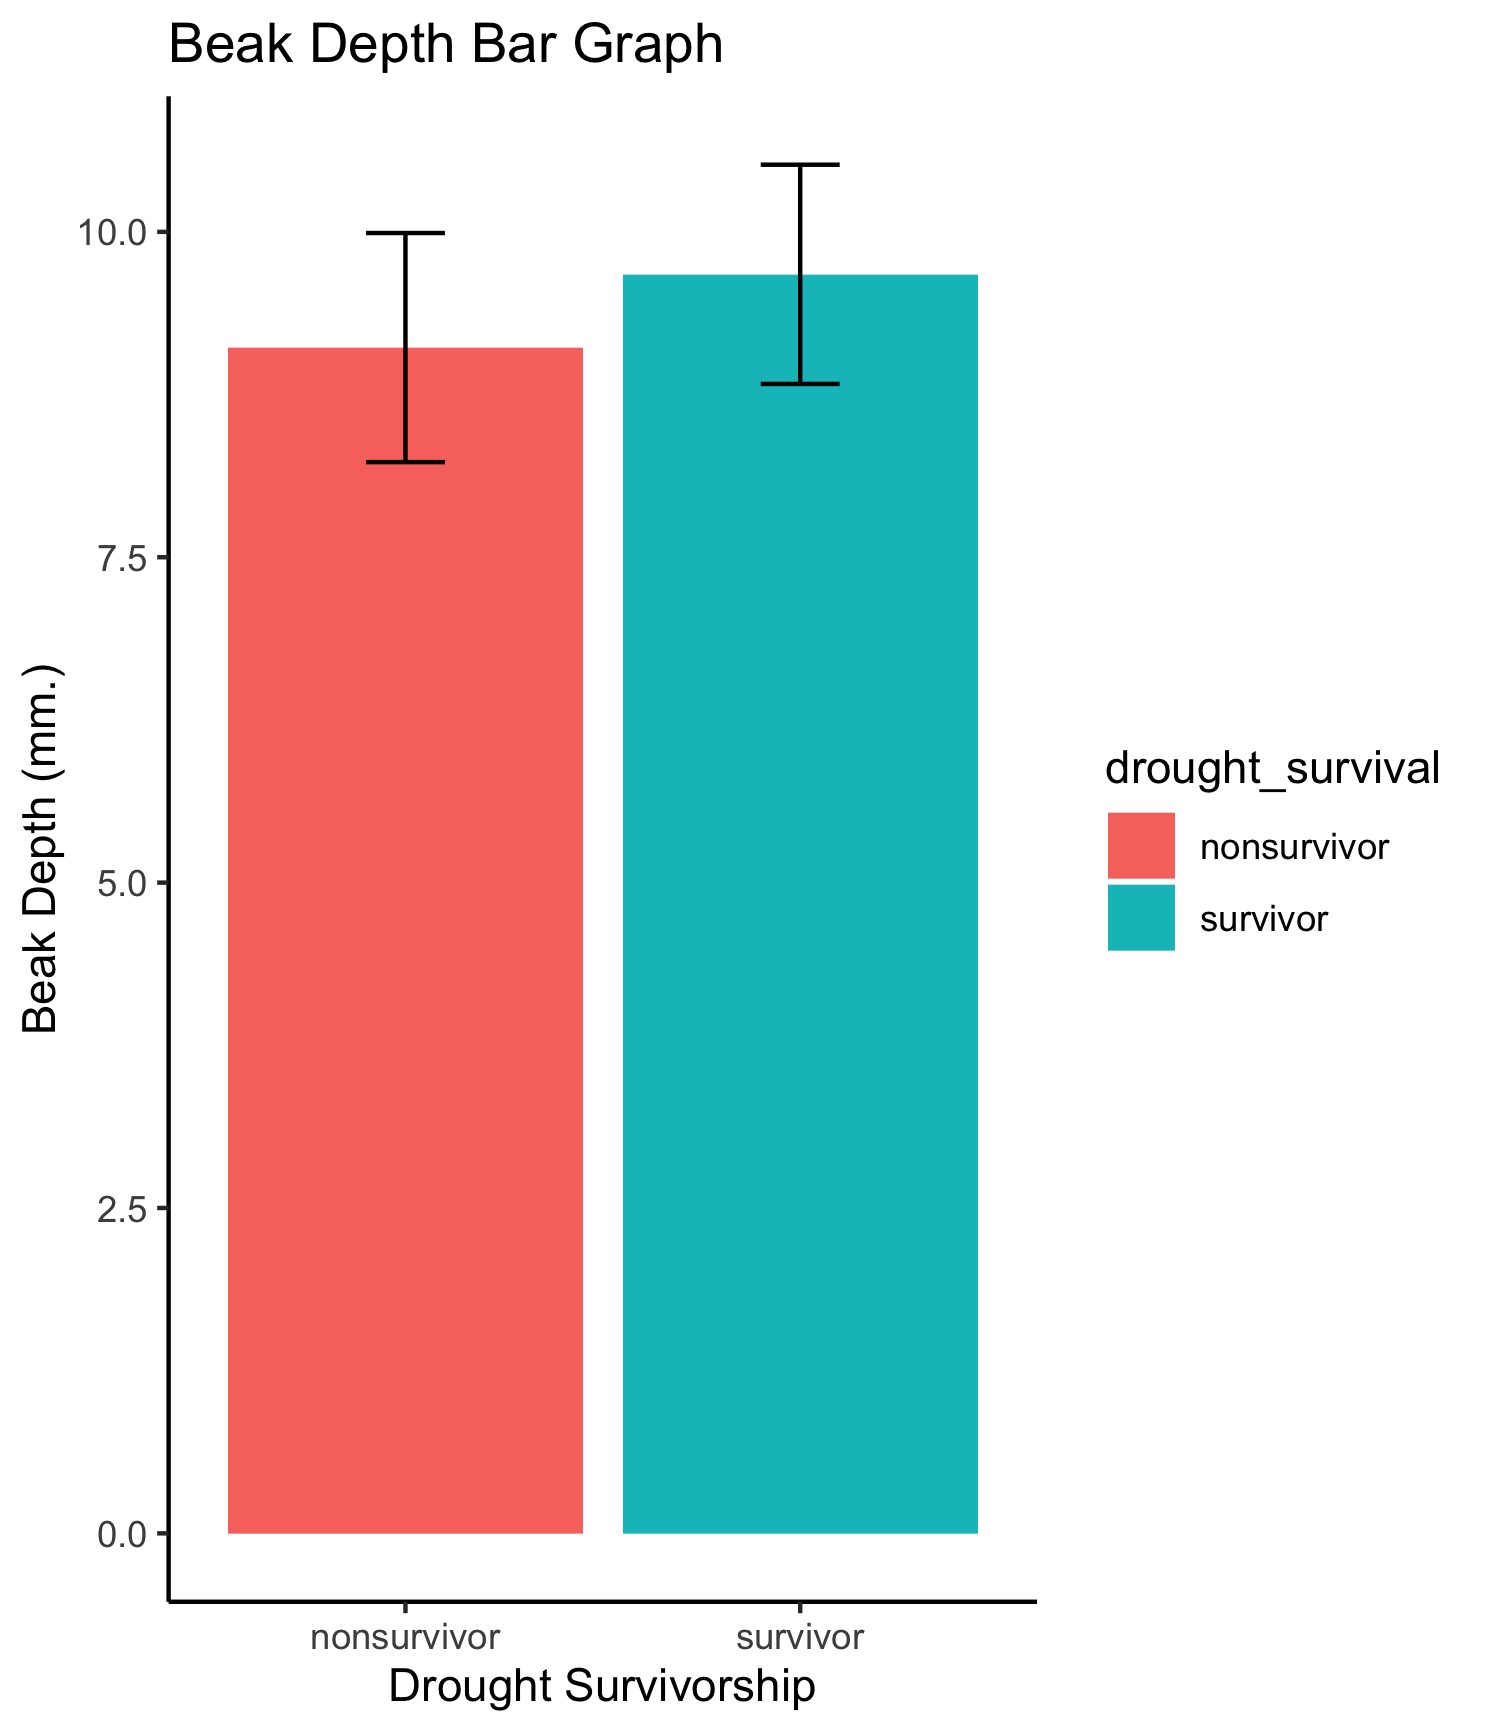 Beak Depth Bar Graph
10.0
7.5
5.0
2.5
0.0
Beak Depth (mm.)
nonsurvivor
survivor
Drought Survivorship
drought_survival
nonsurvivor
survivor